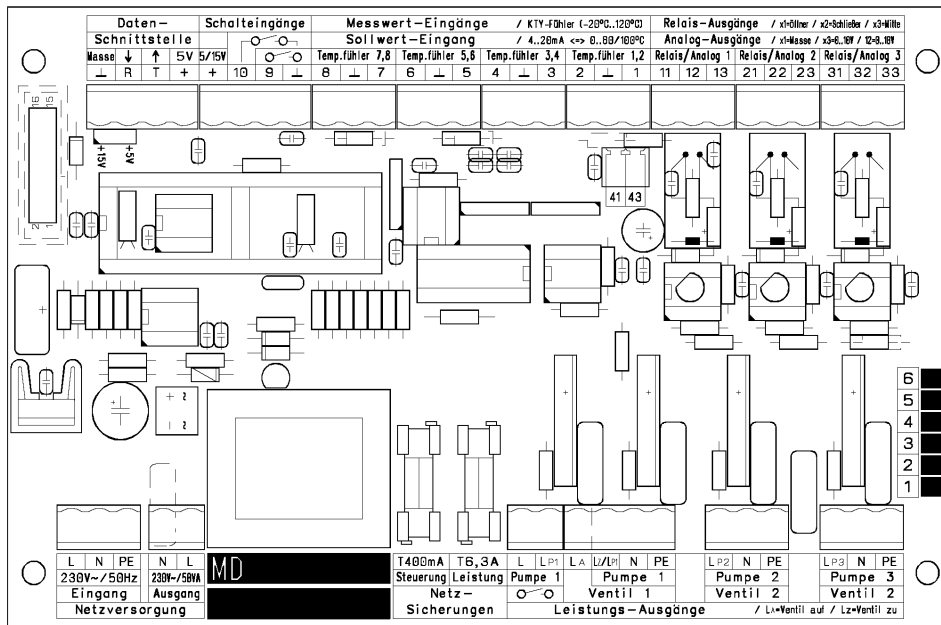 Daten- Schalteingänge Messwert-Eingänge / KTY-Fühler (-20°C..120°C) Relais-Ausgänge / x1=Öffner / x2=Schließer / x3=Mitte
Schnittstelle Sollwert-Eingang / 4..20mA <=> 0..80/100°C Analog-Ausgänge / x1=Masse / x3=0..10V / 12=0..10V
Masse ↓ ↑ 5V 5/15V Temp.fühler 7,8 Temp.fühler 5,6 Temp.fühler 3,4 Temp.fühler 1,2 Relais/Analog 1 Relais/Analog 2 Relais/Analog 3
⊥ R T + + 10 9 ⊥ 8 ⊥ 7 6 ⊥ 5 4 ⊥ 3 2 ⊥ 1 11 12 13 21 22 23 31 32 33
16 15
+15V +5V
41 43
2 1
6
5
4
3
2
1
L N PE N L MD T400mA T6,3A L LP1 LA LZ/LP1 N PE LP2 N PE LP3 N PE
230V~/50Hz 230V~/50VA Steuerung Leistung Pumpe 1 Pumpe 1 Pumpe 2 Pumpe 3
Eingang Ausgang Netz- Ventil 1 Ventil 2 Ventil 2
Netzversorgung Sicherungen Leistungs-Ausgänge / LA=Ventil auf / LZ=Ventil zu